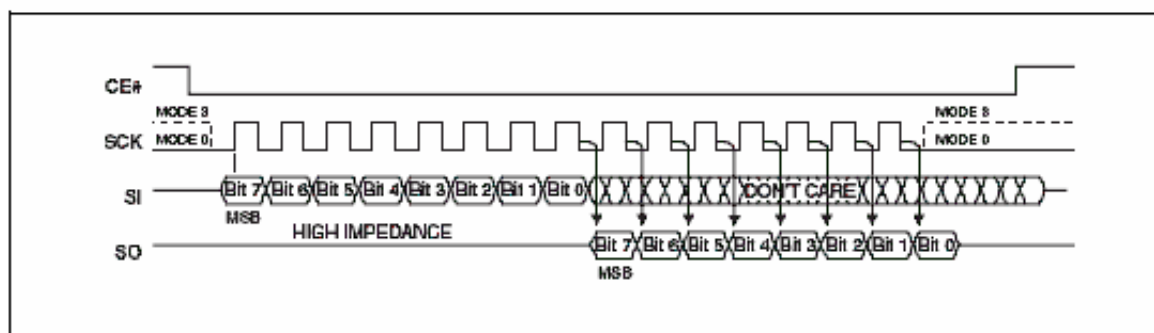 CE#
MODE 3 MODE 3
SCK MODE 0 MODE 0
SI Bit 7 Bit 6 Bit 5 Bit 4 Bit 3 Bit 2 Bit 1 Bit 0 DON'T CARE
MSB
HIGH IMPEDANCE
SO Bit 7 Bit 6 Bit 5 Bit 4 Bit 3 Bit 2 Bit 1 Bit 0
MSB